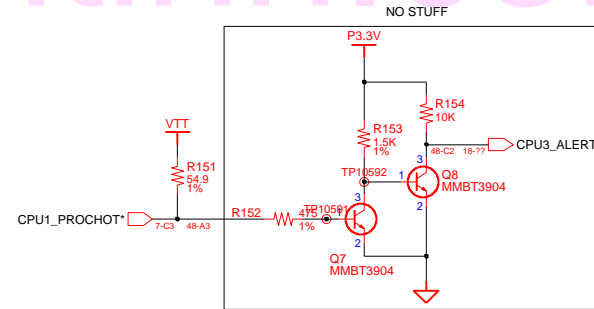 NO STUFF
P3.3V
R154
10K
VTT
R153
1.5K
1%
CPU3_ALERT
48-C2 18-??
R151
54.9
1%
TP10592
3
1
Q8
MMBT3904
2
CPU1_PROCHOT*
7-C3 48-A3
R152
475
1%
TP10591
1
3
2
Q7
MMBT3904